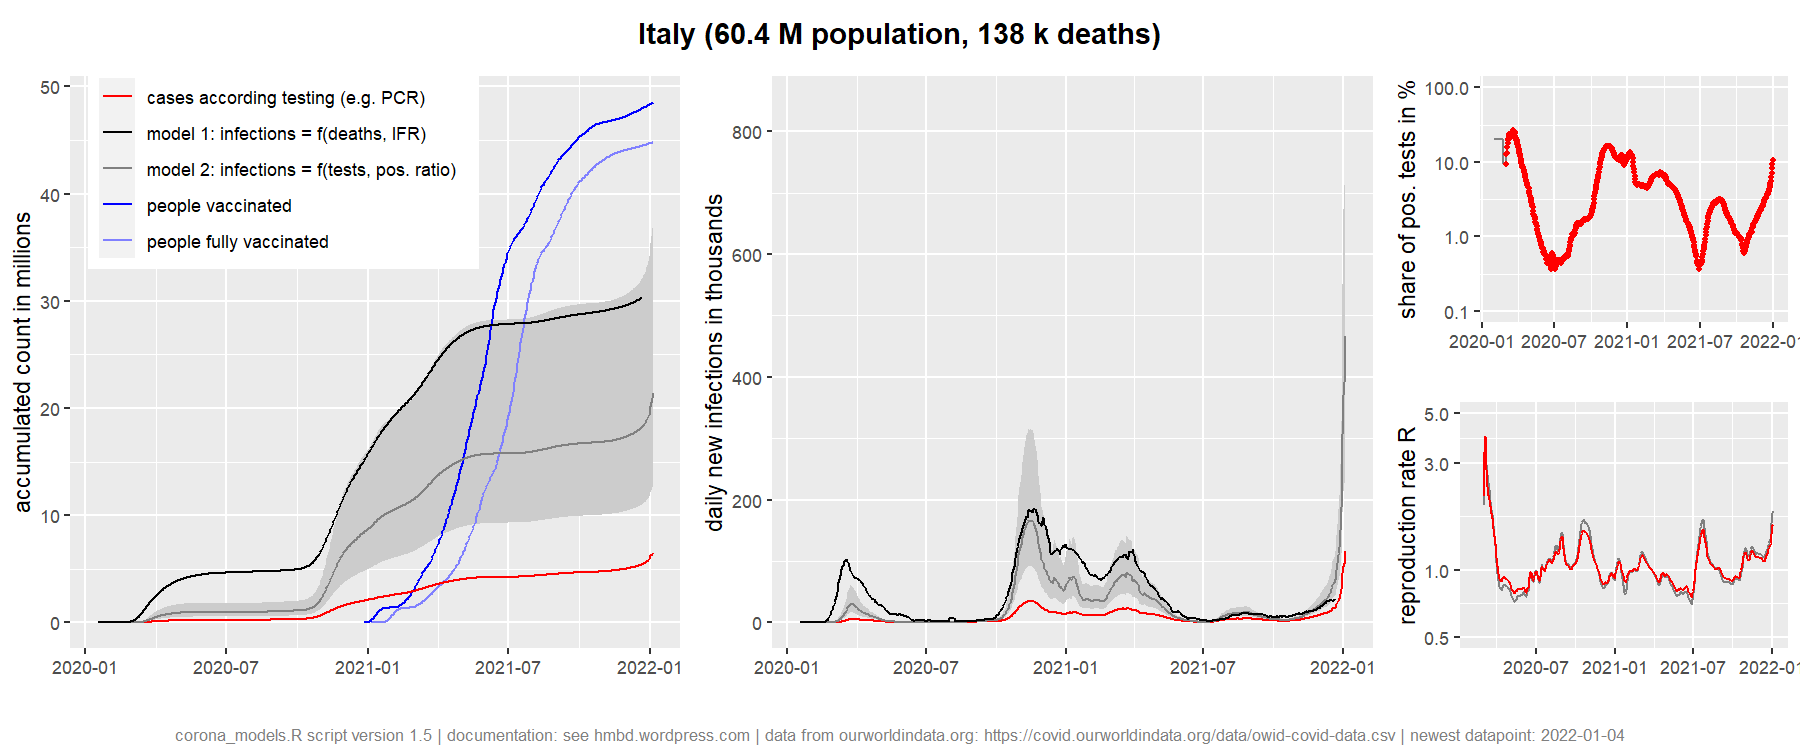 Italy (60.4 M population, 138 k deaths)
accumulated count in millions
50
40
30
20
10
0
cases according testing (e.g. PCR)
model 1: infections = f(deaths, IFR)
model 2: infections = f(tests, pos. ratio)
people vaccinated
people fully vaccinated
2020-01 2020-07 2021-01 2021-07 2022-01
daily new infections in thousands
800
600
400
200
0
2020-01 2020-07 2021-01 2021-07 2022-01
share of pos. tests in %
100.0
10.0
1.0
0.1
2020-01 2020-07 2021-01 2021-07 2022-01
reproduction rate R
5.0
3.0
1.0
0.5
2020-07 2021-01 2021-07 2022-01
corona_models.R script version 1.5 | documentation: see hmbd.wordpress.com | data from ourworldindata.org: https://covid.ourworldindata.org/data/owid-covid-data.csv | newest datapoint: 2022-01-04